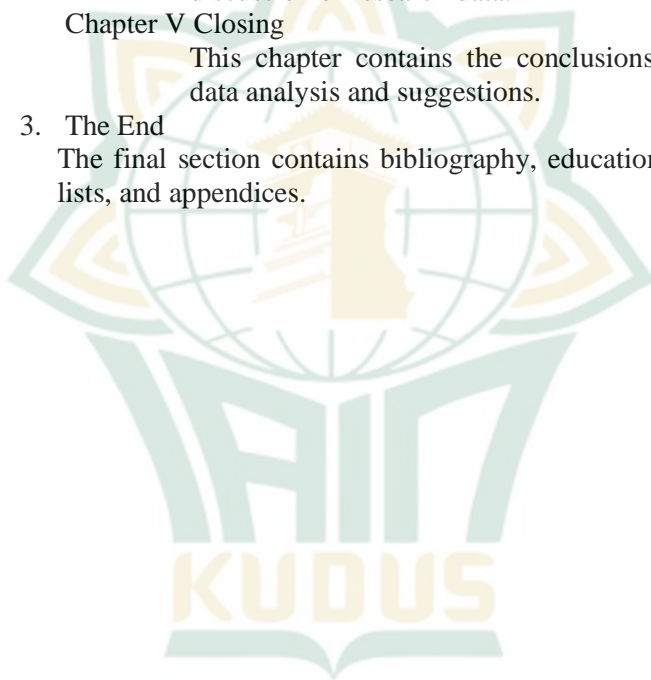 Chapter V Closing
This chapter contains the conclusions
data analysis and suggestions.
3. The End
The final section contains bibliography, education
lists, and appendices.
IAIN
KUDUS